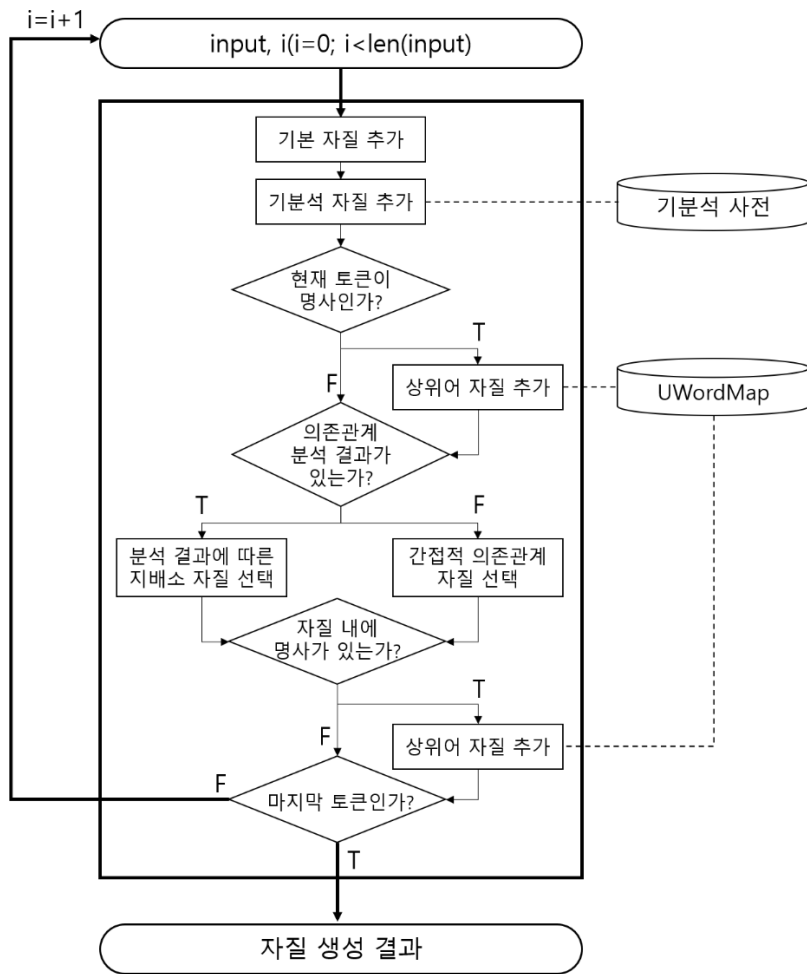 i=i+1
input, i(i=0; i<len(input)
기본 자질 추가
기분석 자질 추가
기분석 사전
현재 토큰이
명사인가?
T
F
상위어 자질 추가
UWordMap
의존관계
분석 결과가
있는가?
T
F
분석 결과에 따른
지배소 자질 선택
간접적 의존관계
자질 선택
자질 내에
명사가 있는가?
T
F
상위어 자질 추가
F
마지막 토큰인가?
T
자질 생성 결과